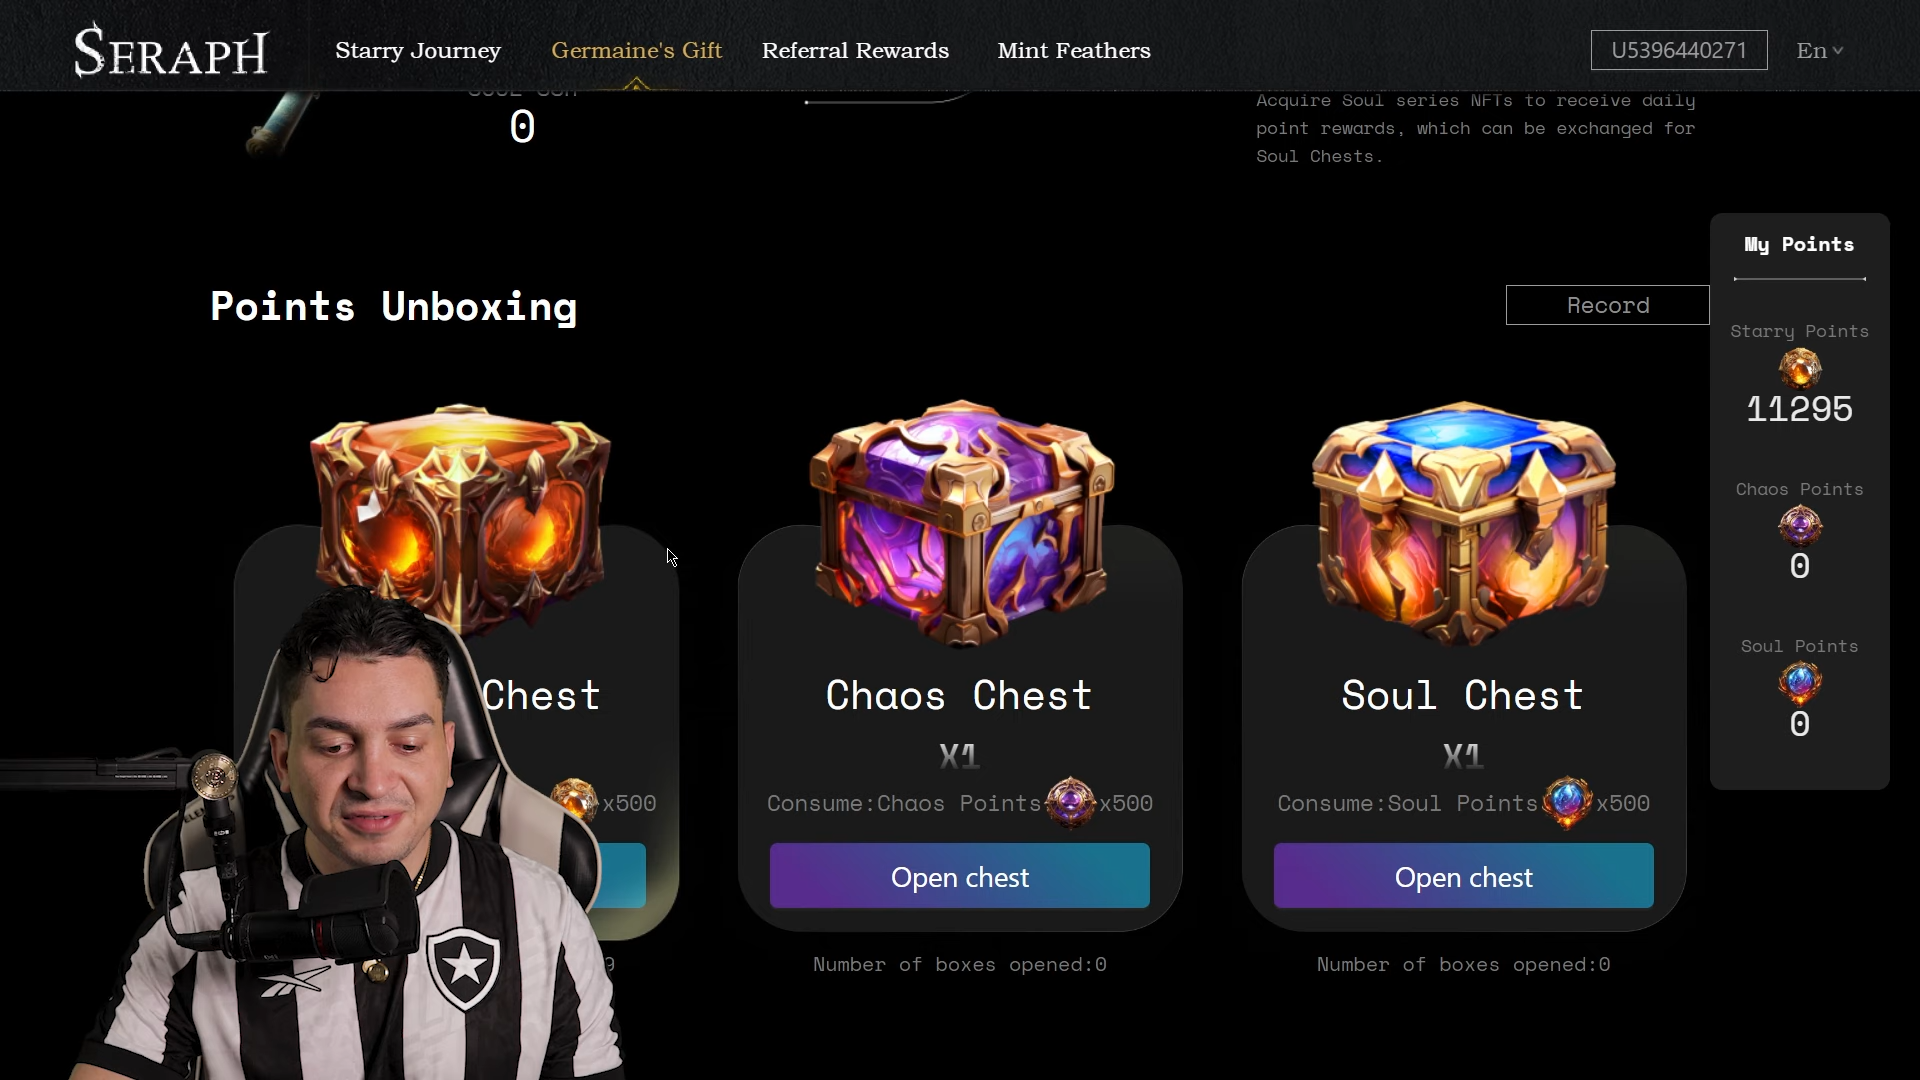 SERAPH
Starry Journey
Germaine's Gift
Referral Rewards
Mint Feathers
U5396440271
En
0
Acquire Soul series NFTs to receive daily
point rewards, which can be exchanged for
Soul Chests.
Points Unboxing
Record
My Points
Starry Points
11295
Chaos Points
0
Soul Points
0
Chest
x500
Chaos Chest
X1
Consume:Chaos Points x500
Open chest
Number of boxes opened:0
Soul Chest
X1
Consume:Soul Points x500
Open chest
Number of boxes opened:0